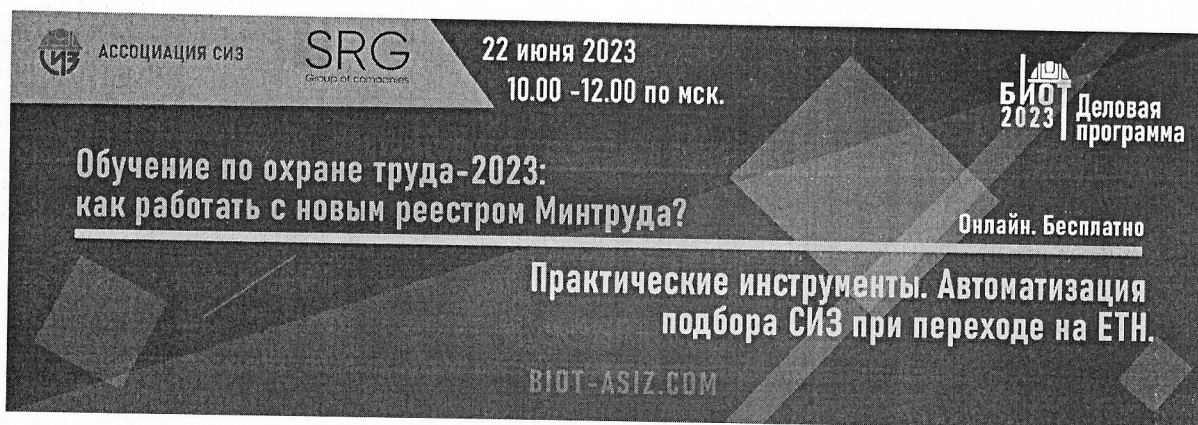 СИЗ
АССОЦИАЦИЯ СИЗ
SRG
Group of companies
22 июня 2023
10.00 -12.00 по мск.
БИОТ
2023
Деловая
программа
Обучение по охране труда-2023:
как работать с новым реестром Минтруда?
Онлайн. Бесплатно
Практические инструменты. Автоматизация
подбора СИЗ при переходе на ЕТН.
BIOT-ASIZ.COM